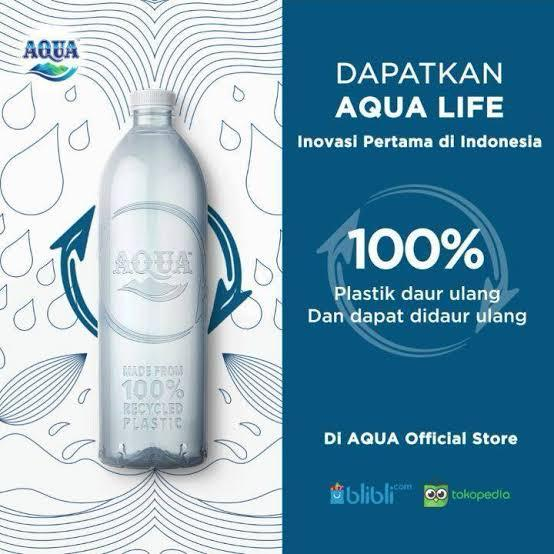 AQUA
AQUA
MADE FROM
100%
RECYCLED
PLASTIC
DAPATKAN
AQUA LIFE
Inovasi Pertama di Indonesia
100%
Plastik daur ulang
Dan dapat didaur ulang
Di AQUA Official Store
blibli.com
tokopedia